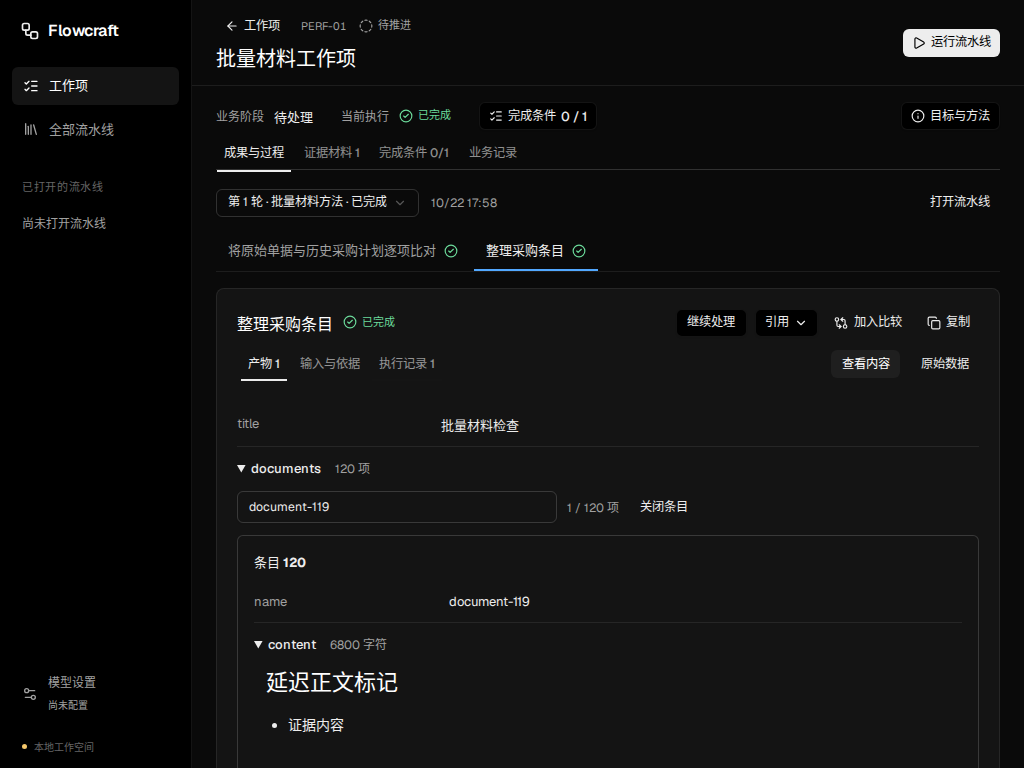 Flowcraft
工作项
全部流水线
已打开的流水线
尚未打开流水线
模型设置
尚未配置
本地工作空间
工作项 PERF-01 待推进
批量材料工作项
运行流水线
业务阶段 待处理 当前执行 已完成 完成条件 0 / 1 目标与方法
成果与过程 证据材料 1 完成条件 0/1 业务记录
第 1 轮 · 批量材料方法 · 已完成 10/22 17:58 打开流水线
将原始单据与历史采购计划逐项比对 整理采购条目
整理采购条目 已完成 继续处理 引用 加入比较 复制
产物 1 输入与依据 执行记录 1 查看内容 原始数据
title 批量材料检查
documents 120 项
document-119 1 / 120 项 关闭条目
条目 120
name document-119
content 6800 字符
延迟正文标记
• 证据内容